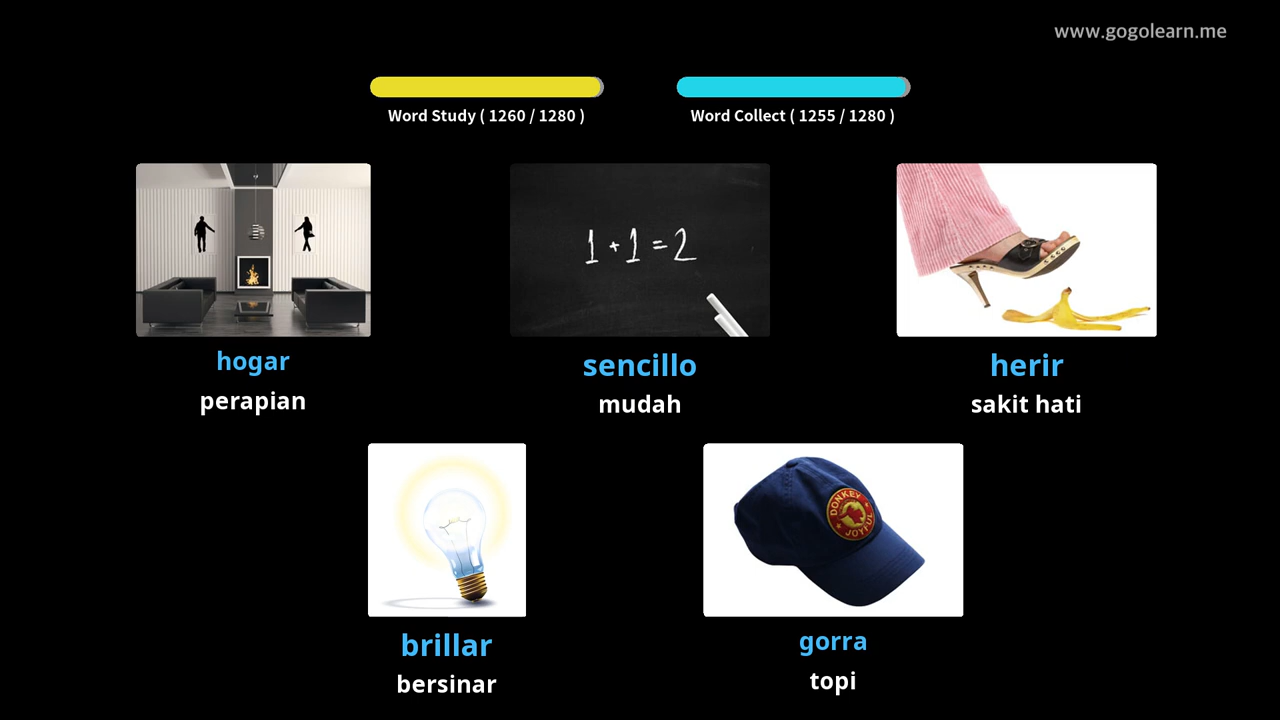 www.gogolearn.me
Word Study ( 1260 / 1280 )
Word Collect ( 1255 / 1280 )
1 + 1 = 2
hogar
perapian
sencillo
mudah
herir
sakit hati
DONKEY
JOYFUL
brillar
bersinar
gorra
topi